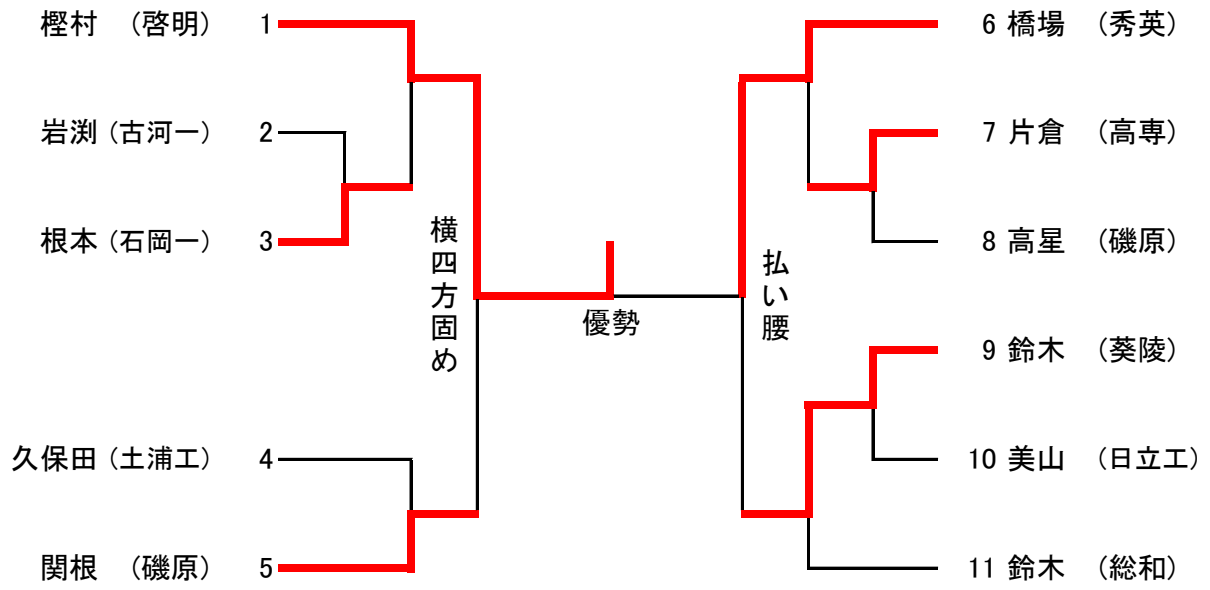 樫村 （啓明） 1
岩渕（古河一） 2
根本（石岡一） 3
久保田（土浦工） 4
関根 （磯原） 5
横四方固め
優勢
払い腰
6 橋場 （秀英）
7 片倉 （高専）
8 高星 （磯原）
9 鈴木 （葵陵）
10 美山 （日立工）
11 鈴木 （総和）